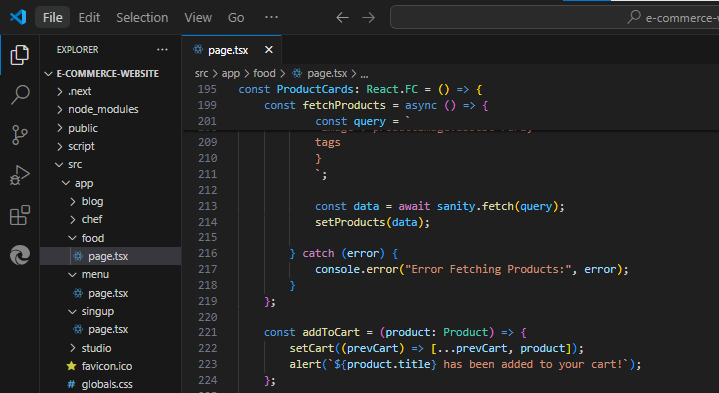 File Edit View Go ···
e-commerce-w
EXPLORER ···
E-COMMERCE-WEBSITE
.next
node_modules
public
script
src
app
blog
chef
food
page.tsx
menu
page.tsx
singup
page.tsx
studio
favicon.ico
# globals.css
page.tsx ×
src > app > food > page.tsx > ...
195 const ProductCards: React.FC = () => {
199 const fetchProducts = async () => {
201 const query = `
209 tags
210 }
211 `;
212
213 const data = await sanity.fetch(query);
214 setProducts(data);
215
216 } catch (error) {
217 console.error("Error Fetching Products:", error);
218 }
219 };
220
221 const addToCart = (product: Product) => {
222 setCart((prevCart) => [...prevCart, product]);
223 alert(`${product.title} has been added to your cart!`);
224 };